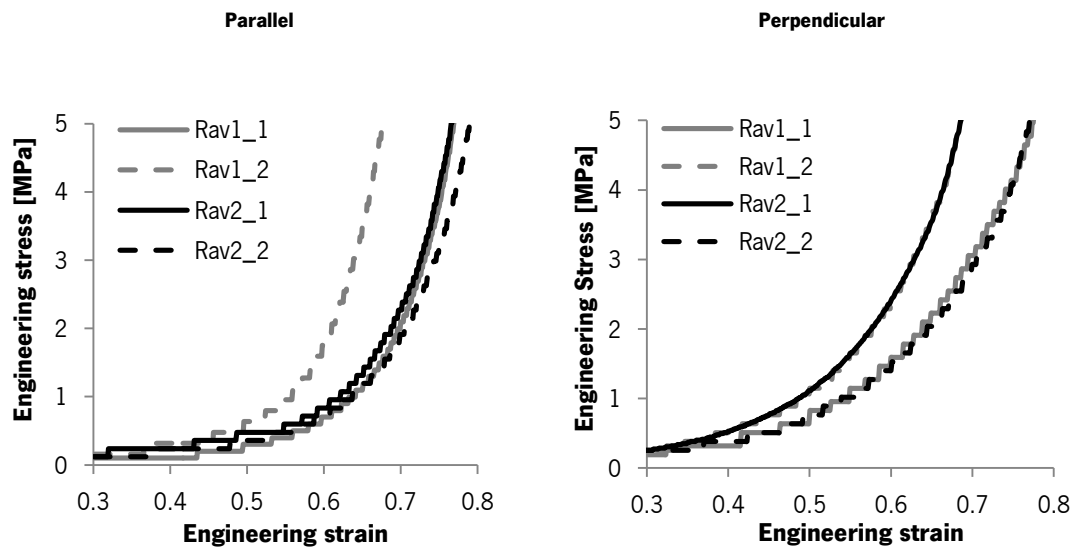 Parallel
Perpendicular
Engineering stress [MPa]
5
4
3
2
1
0
Rav1_1
Rav1_2
Rav2_1
Rav2_2
0.3 0.4 0.5 0.6 0.7 0.8
Engineering strain
Engineering Stress [MPa]
5
4
3
2
1
0
Rav1_1
Rav1_2
Rav2_1
Rav2_2
0.3 0.4 0.5 0.6 0.7 0.8
Engineering strain